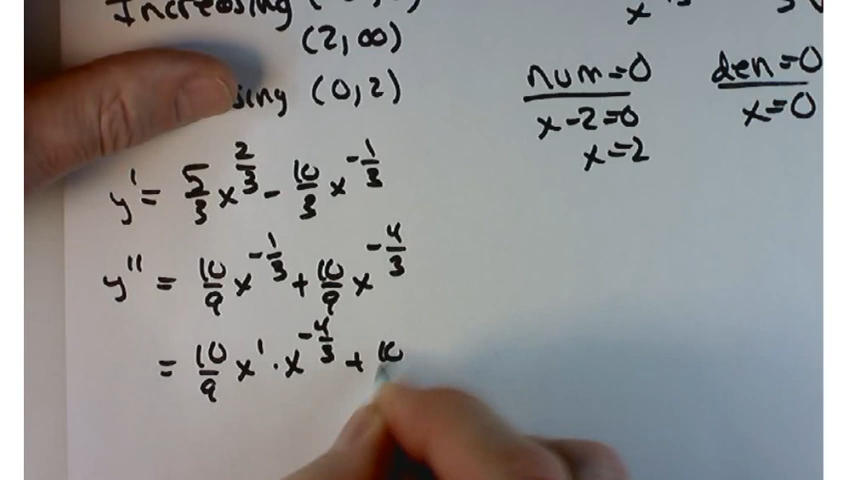 Increasing
(2,∞)
sing (0,2)
x
num=0
x-2=0
x=2
den=0
x=0
y' = 5/3 x^{2/3} - 10/3 x^{-1/3}
y'' = 10/9 x^{-1/3} + 10/9 x^{-4/3}
= 10/9 x^1 · x^{-4/3} + 10